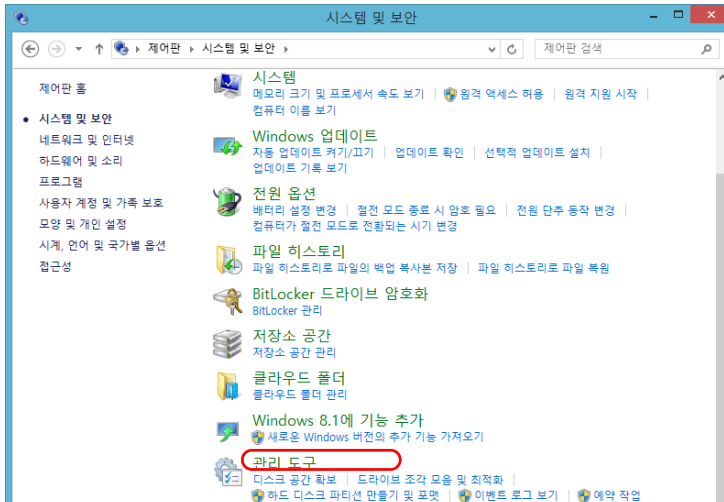 시스템 및 보안
제어판 시스템 및 보안
제어판 검색
제어판 홈
시스템 및 보안
네트워크 및 인터넷
하드웨어 및 소리
프로그램
사용자 계정 및 가족 보호
모양 및 개인 설정
시계, 언어 및 국가별 옵션
접근성
시스템
메모리 크기 및 프로세서 속도 보기 원격 액세스 허용 원격 지원 시작
컴퓨터 이름 보기
Windows 업데이트
자동 업데이트 켜기/끄기 업데이트 확인 선택적 업데이트 설치
업데이트 기록 보기
전원 옵션
배터리 설정 변경 절전 모드 종료 시 암호 필요 전원 단추 동작 변경
컴퓨터가 절전 모드로 전환되는 시기 변경
파일 히스토리
파일 히스토리로 파일의 백업 복사본 저장 파일 히스토리로 파일 복원
BitLocker 드라이브 암호화
BitLocker 관리
저장소 공간
저장소 공간 관리
클라우드 폴더
클라우드 폴더 관리
Windows 8.1에 기능 추가
새로운 Windows 버전의 추가 기능 가져오기
관리 도구
디스크 공간 확보 드라이브 조각 모음 및 최적화
하드 디스크 파티션 만들기 및 포맷 이벤트 로그 보기 예약 작업